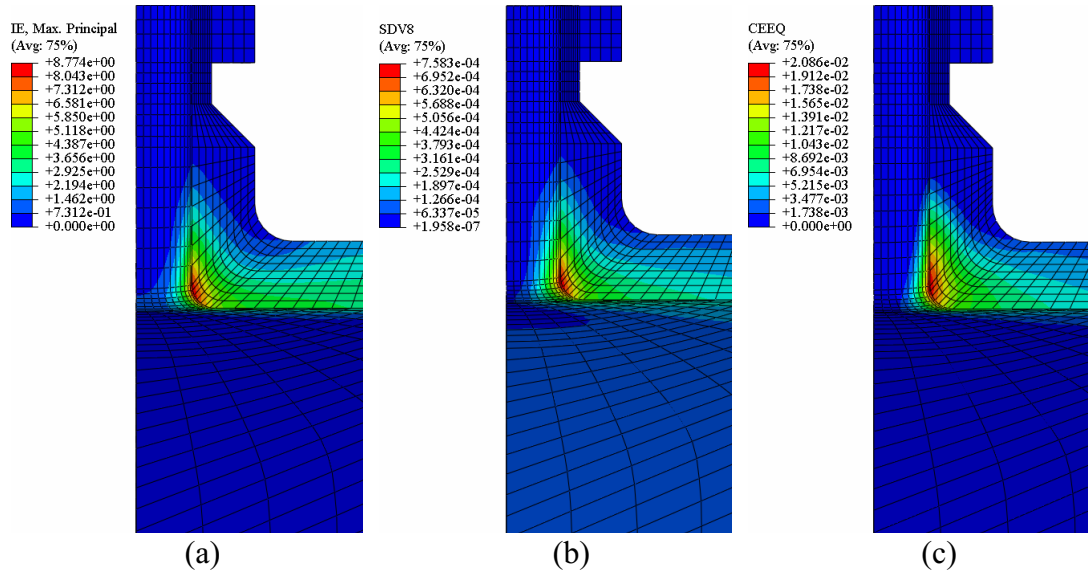 IE, Max. Principal
(Avg: 75%)
+8.774e+00
+8.043e+00
+7.312e+00
+6.581e+00
+5.850e+00
+5.118e+00
+4.387e+00
+3.656e+00
+2.925e+00
+2.194e+00
+1.462e+00
+7.312e-01
+0.000e+00
(a)
SDV8
(Avg: 75%)
+7.583e-04
+6.952e-04
+6.320e-04
+5.688e-04
+5.056e-04
+4.424e-04
+3.793e-04
+3.161e-04
+2.529e-04
+1.897e-04
+1.266e-04
+6.337e-05
+1.958e-07
(b)
CEEQ
(Avg: 75%)
+2.086e-02
+1.912e-02
+1.738e-02
+1.565e-02
+1.391e-02
+1.217e-02
+1.043e-02
+8.692e-03
+6.954e-03
+5.215e-03
+3.477e-03
+1.738e-03
+0.000e+00
(c)